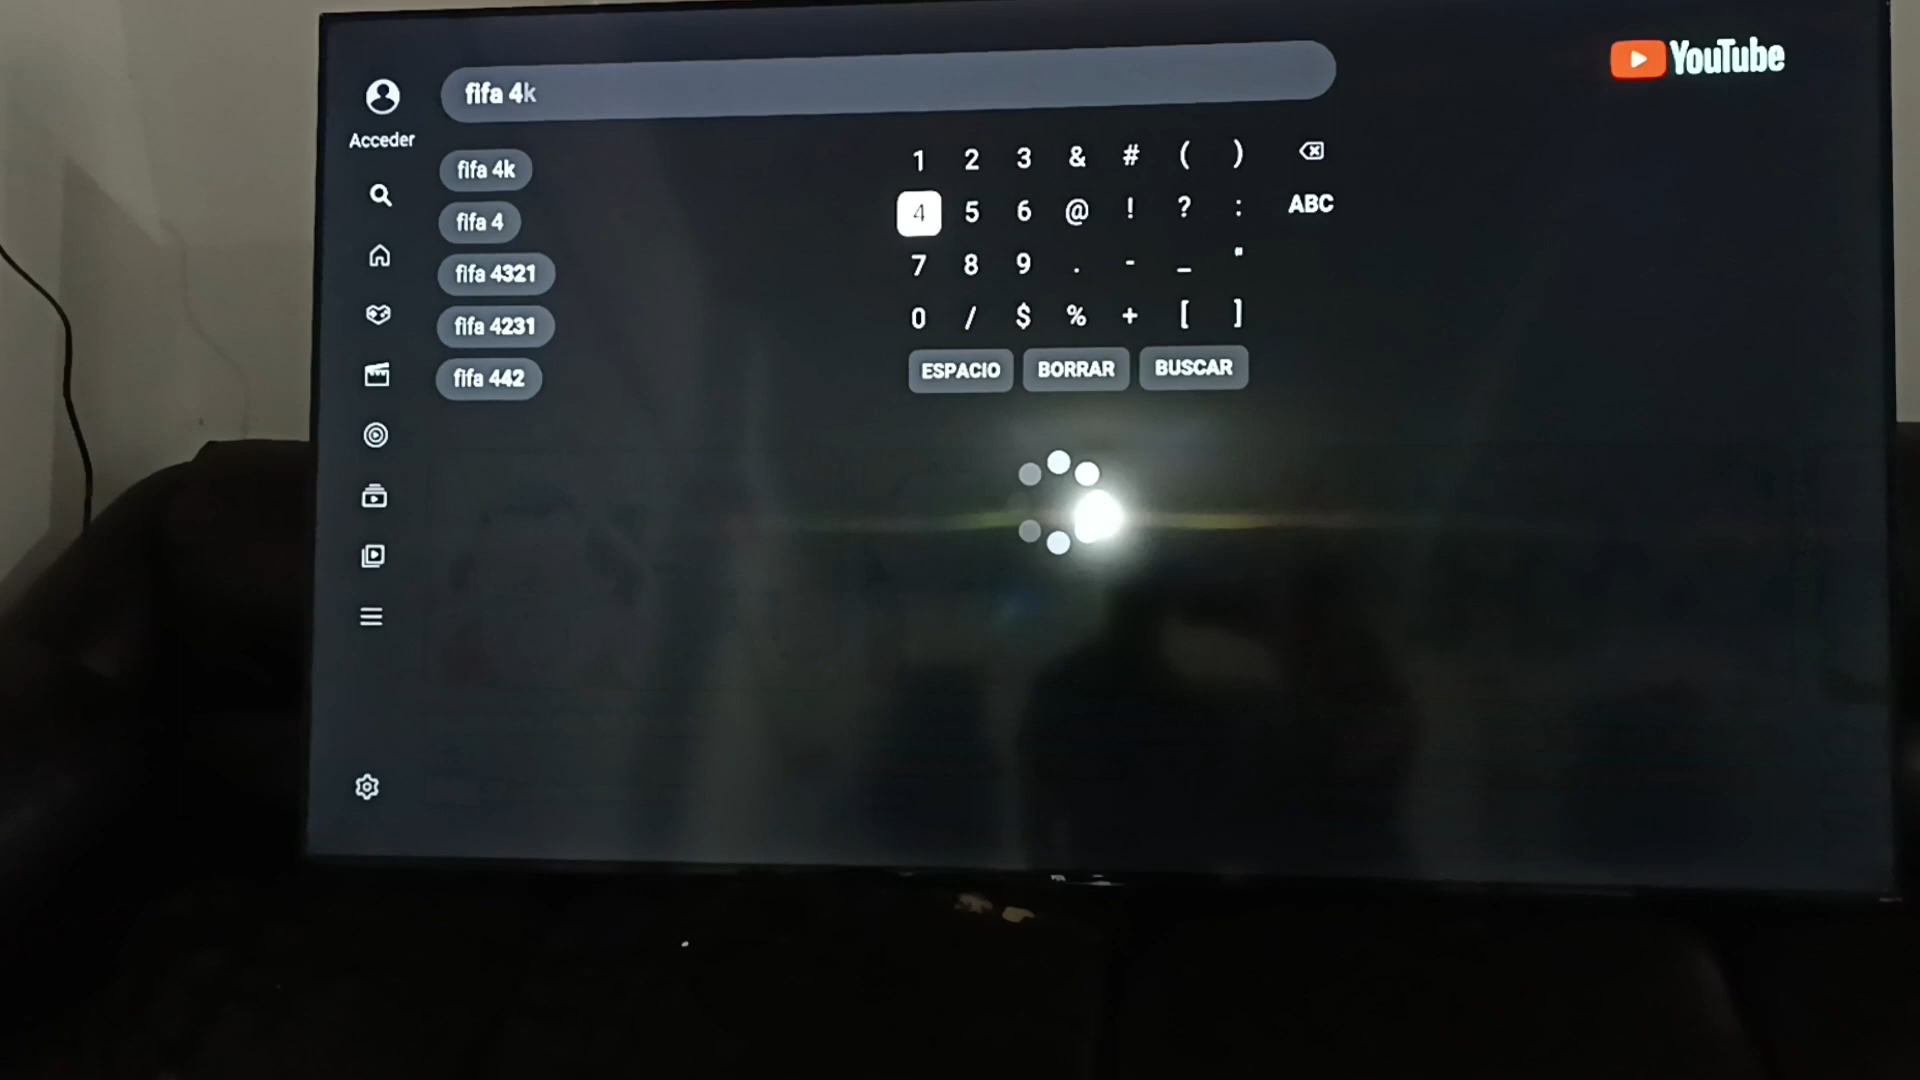 fifa 4k
YouTube
Acceder
fifa 4k
fifa 4
fifa 4321
fifa 4231
fifa 442
1 2 3 & # ( )
4 5 6 @ ! ? : ABC
7 8 9 . - _ "
0 / $ % + [ ]
ESPACIO BORRAR BUSCAR